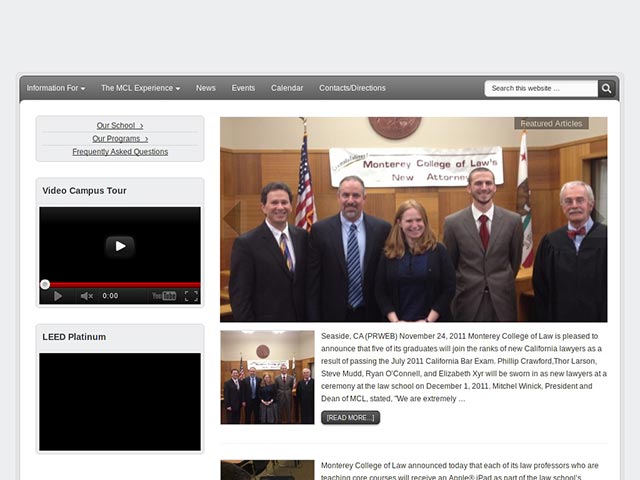 Information For
The MCL Experience
News
Events
Calendar
Contacts/Directions
Search this website …
Our School
Our Programs
Frequently Asked Questions
Video Campus Tour
0:00
YouTube
LEED Platinum
Featured Articles
Congratulations!
Monterey College of Law's
New Attorneys
Seaside, CA (PRWEB) November 24, 2011 Monterey College of Law is pleased to
announce that five of its graduates will join the ranks of new California lawyers as a
result of passing the July 2011 California Bar Exam. Phillip Crawford,Thor Larson,
Steve Mudd, Ryan O'Connell, and Elizabeth Xyr will be sworn in as new lawyers at a
ceremony at the law school on December 1, 2011. Mitchel Winick, President and
Dean of MCL, stated, "We are extremely …
[READ MORE...]
Monterey College of Law announced today that each of its law professors who are
teaching core courses will receive an Apple® iPad as part of the law school's